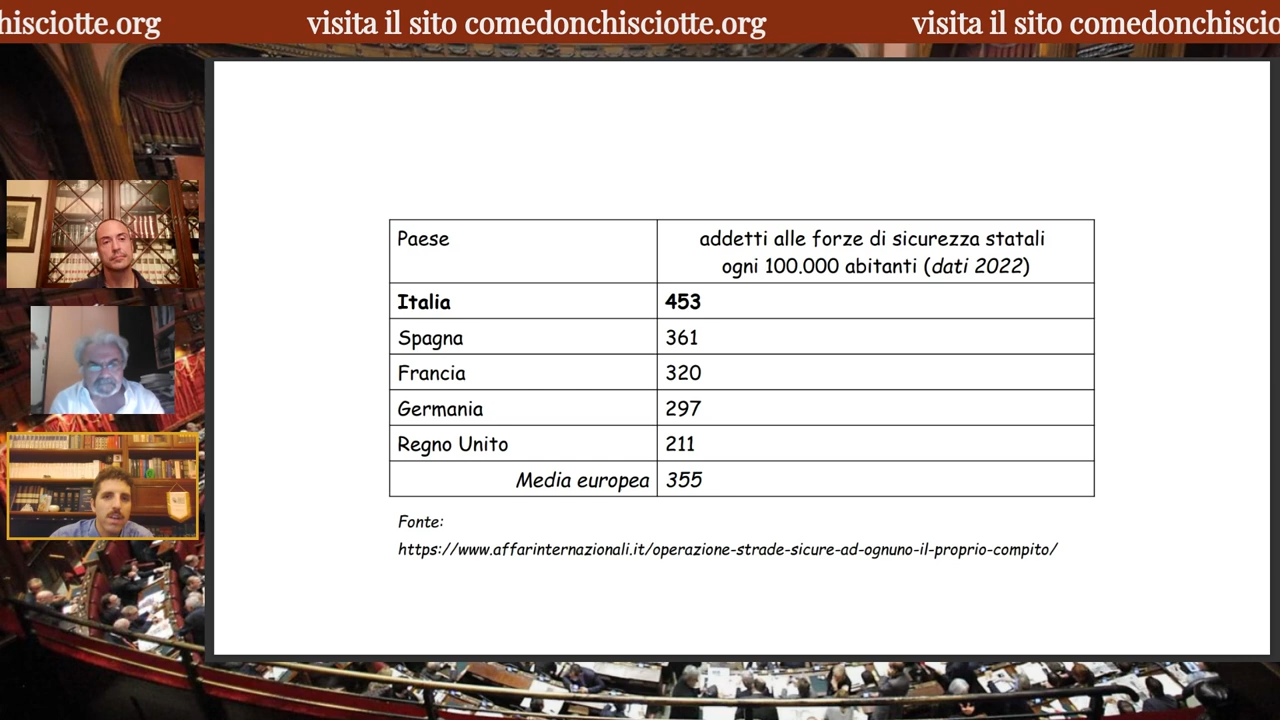 hisciotte.org visita il sito comedonchisciotte.org visita il sito comedonchiscio
Paese
addetti alle forze di sicurezza statali
ogni 100.000 abitanti (dati 2022)
Italia 453
Spagna 361
Francia 320
Germania 297
Regno Unito 211
Media europea 355
Fonte:
https://www.affarinternazionali.it/operazione-strade-sicure-ad-ognuno-il-proprio-compito/